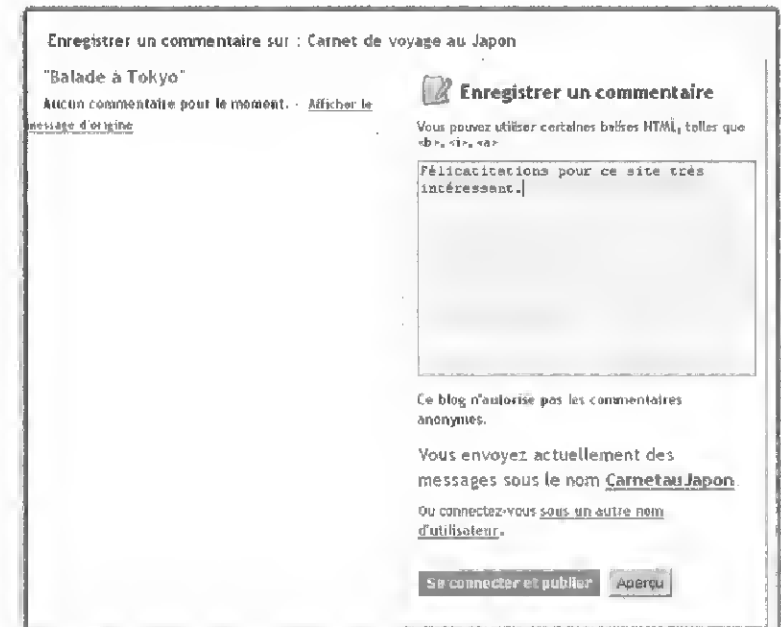 Enregistrer un commentaire sur : Carnet de voyage au Japon
"Balade à Tokyo"
Aucun commentaire pour le moment. - Afficher le
message d'origine
Enregistrer un commentaire
Vous pouvez utiliser certaines balises HTML, telles que
<b>, <i>, <a>
Félicatitations pour ce site très
intéressant.
Ce blog n'autorise pas les commentaires
anonymes.
Vous envoyez actuellement des
messages sous le nom CarnetauJapon.
Ou connectez-vous sous un autre nom
d'utilisateur.
Se connecter et publier
Aperçu